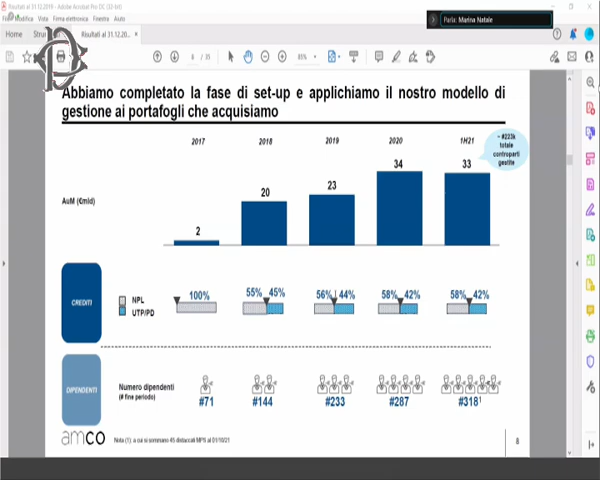 Risultati al 31.12.2019 - Adobe Acrobat Pro DC (32-bit)
File Modifica Vista Firma elettronica Finestra Aiuto
Parla: Marina Natale
Home
Risultati al 31.12.20...
8 / 35
85%
Abbiamo completato la fase di set-up e applichiamo il nostro modello di
gestione ai portafogli che acquisiamo
2017 2018 2019 2020 1H21
~ #223k
totale
controparti
gestite
AuM (€mld)
2 20 23 34 33
CREDITI
NPL
UTP/PD
100% 55% 45% 56% 44% 58% 42% 58% 42%
DIPENDENTI
Numero dipendenti
(# fine periodo)
#71 #144 #233 #287 #318¹
amco
Nota (1): a cui si sommano 45 distaccati MPS al 01/10/21
8